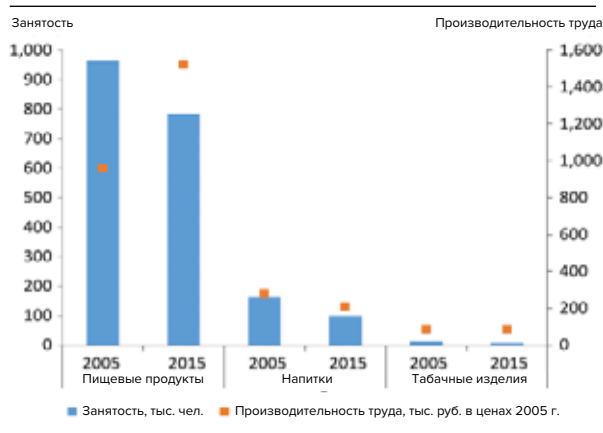 Занятость Производительность труда
1,000 1,600
900 1,400
800 1,200
700 1,000
600 800
500 600
400 400
300 200
200 0
100
0
2005 2015 2005 2015 2005 2015
Пищевые продукты Напитки Табачные изделия
Занятость, тыс. чел. Производительность труда, тыс. руб. в ценах 2005 г.